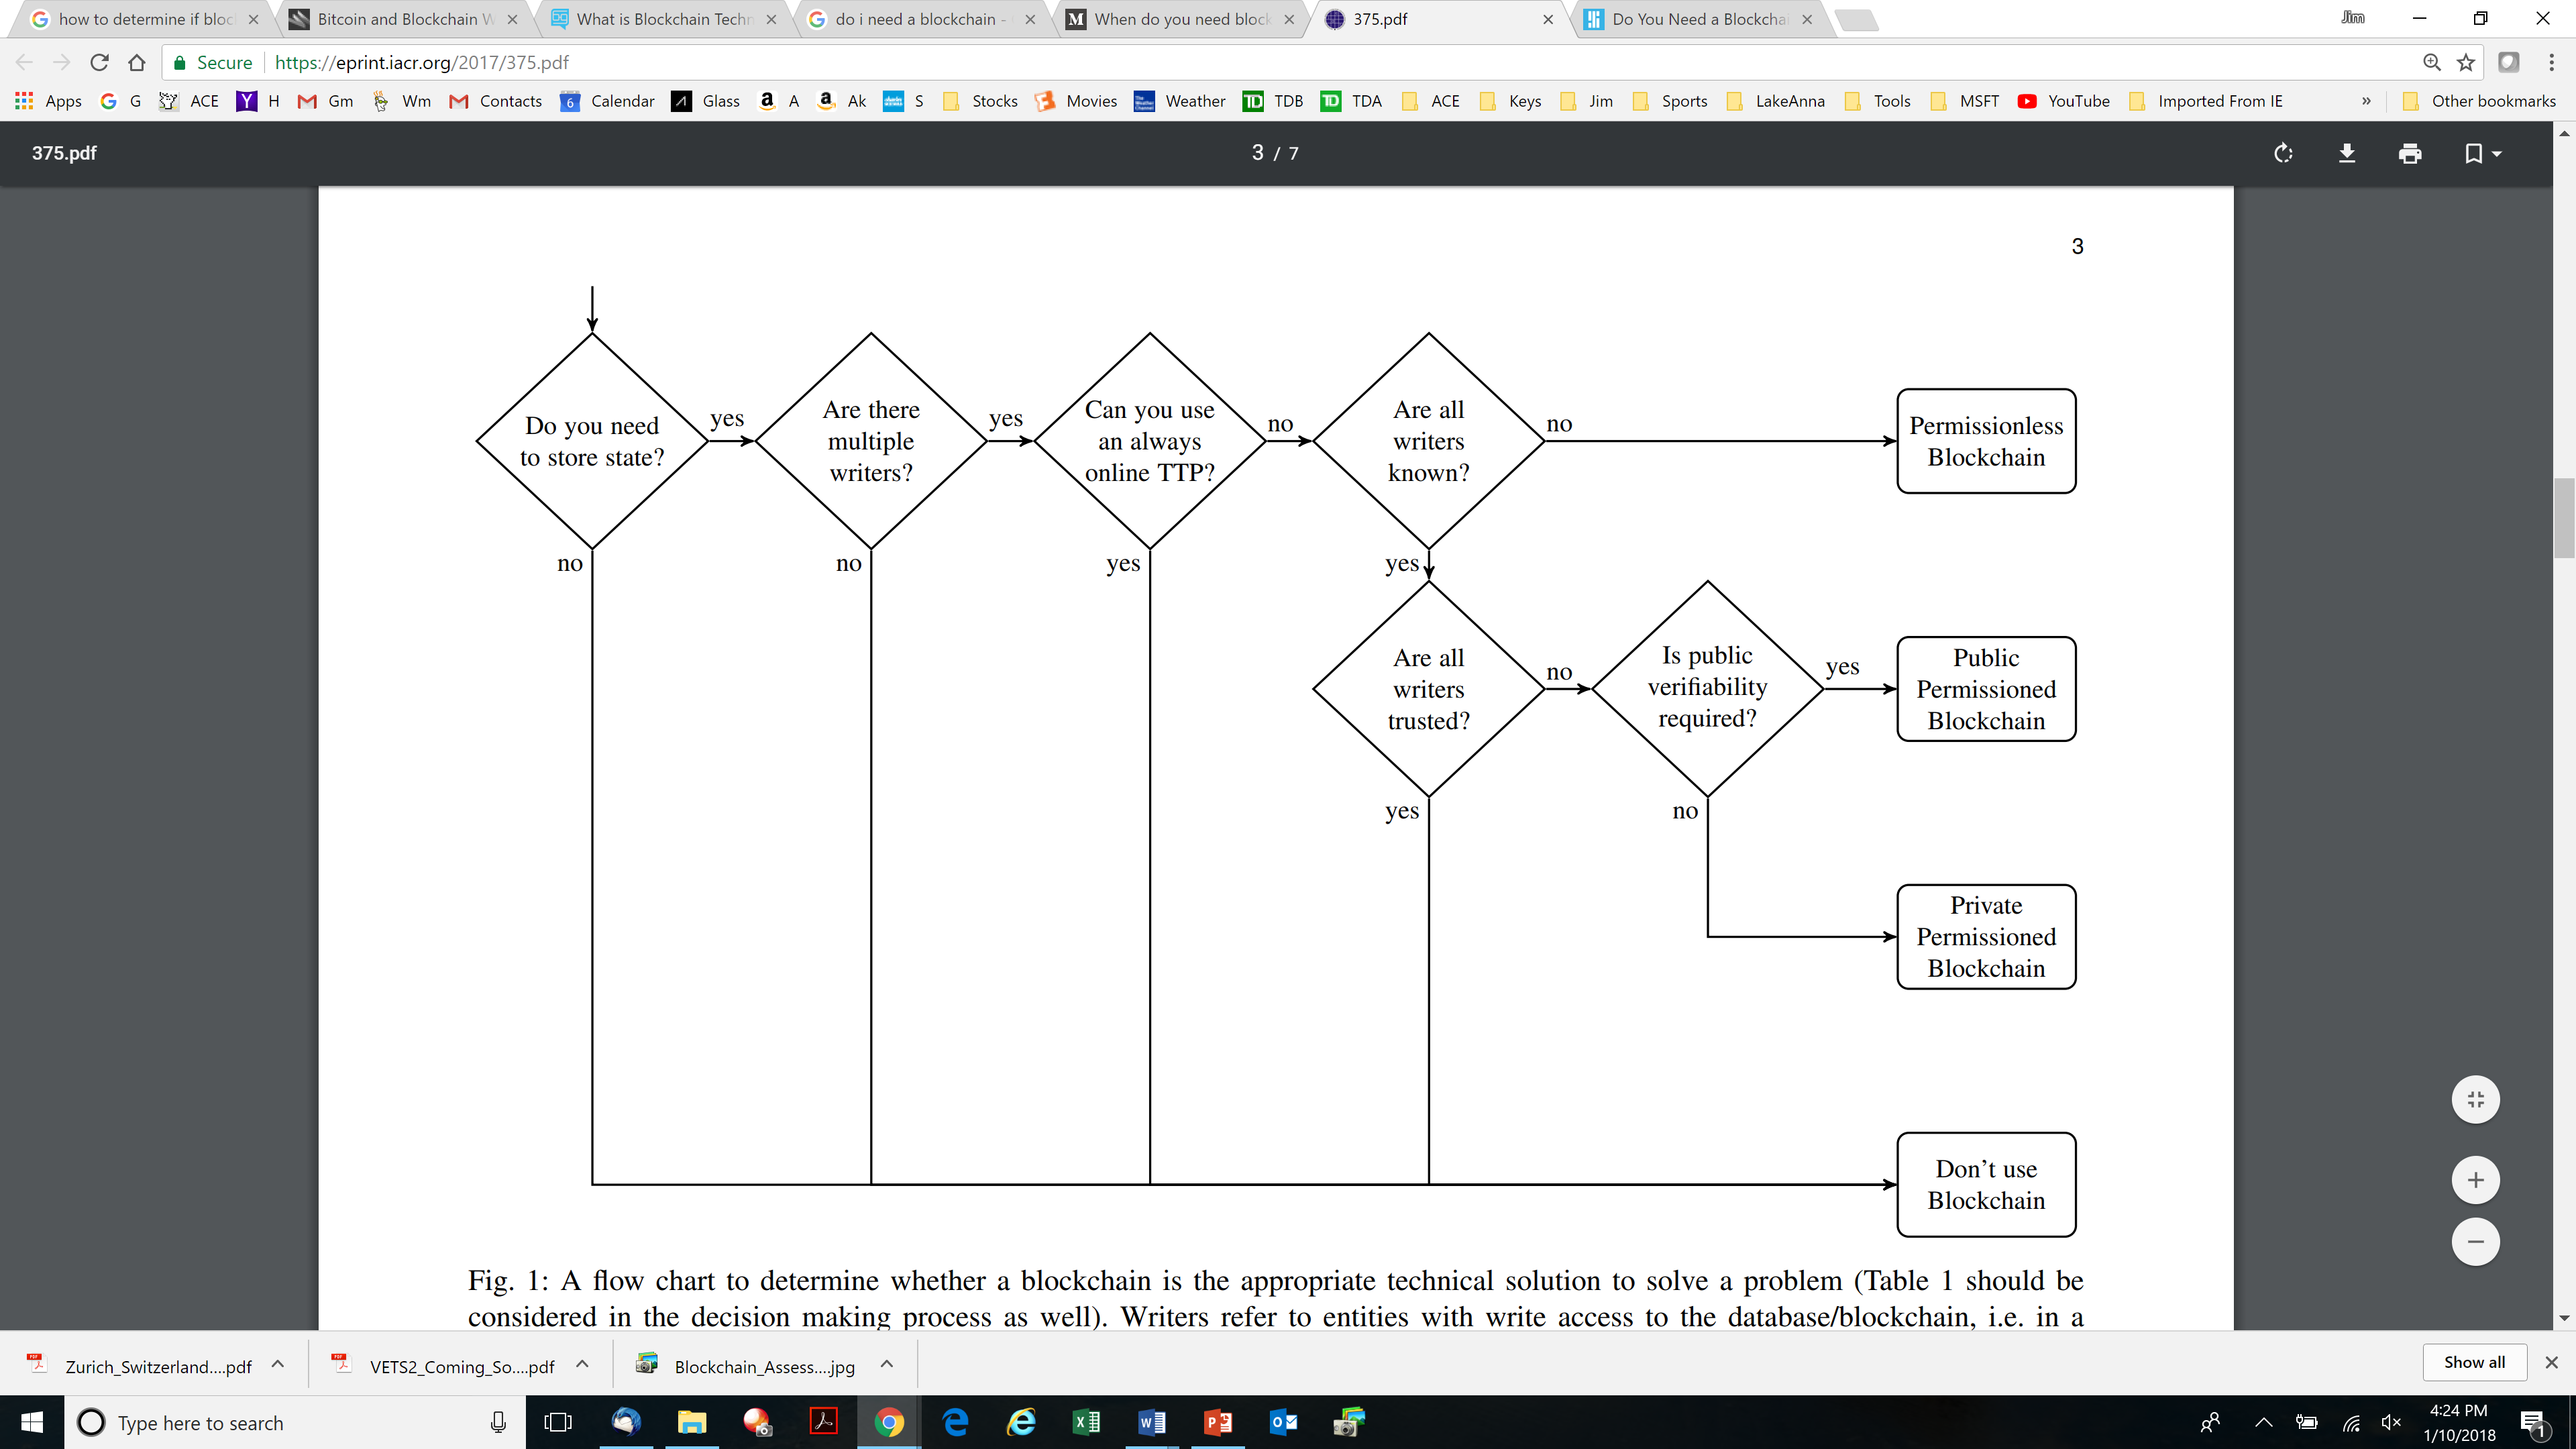 how to determine if bloc
Bitcoin and Blockchain W
What is Blockchain Techn
do i need a blockchain -
When do you need block
375.pdf
Do You Need a Blockchai
Jim
Secure
https://eprint.iacr.org/2017/375.pdf
Apps
G
ACE
H
Gm
Wm
Contacts
6
Calendar
Glass
A
Ak
S
Stocks
Movies
Weather
TDB
TDA
ACE
Keys
Jim
Sports
LakeAnna
Tools
MSFT
YouTube
Imported From IE
»
Other bookmarks
375.pdf
3 / 7
3
Do you need
to store state?
yes
no
Are there
multiple
writers?
yes
no
Can you use
an always
online TTP?
no
yes
Are all
writers
known?
no
yes
Permissionless
Blockchain
Are all
writers
trusted?
no
yes
Is public
verifiability
required?
yes
no
Public
Permissioned
Blockchain
Private
Permissioned
Blockchain
Don’t use
Blockchain
Fig. 1: A flow chart to determine whether a blockchain is the appropriate technical solution to solve a problem (Table 1 should be
considered in the decision making process as well). Writers refer to entities with write access to the database/blockchain, i.e. in a
Zurich_Switzerland....pdf
VETS2_Coming_So....pdf
Blockchain_Assess....jpg
Show all
Type here to search
4:24 PM
1/10/2018
1